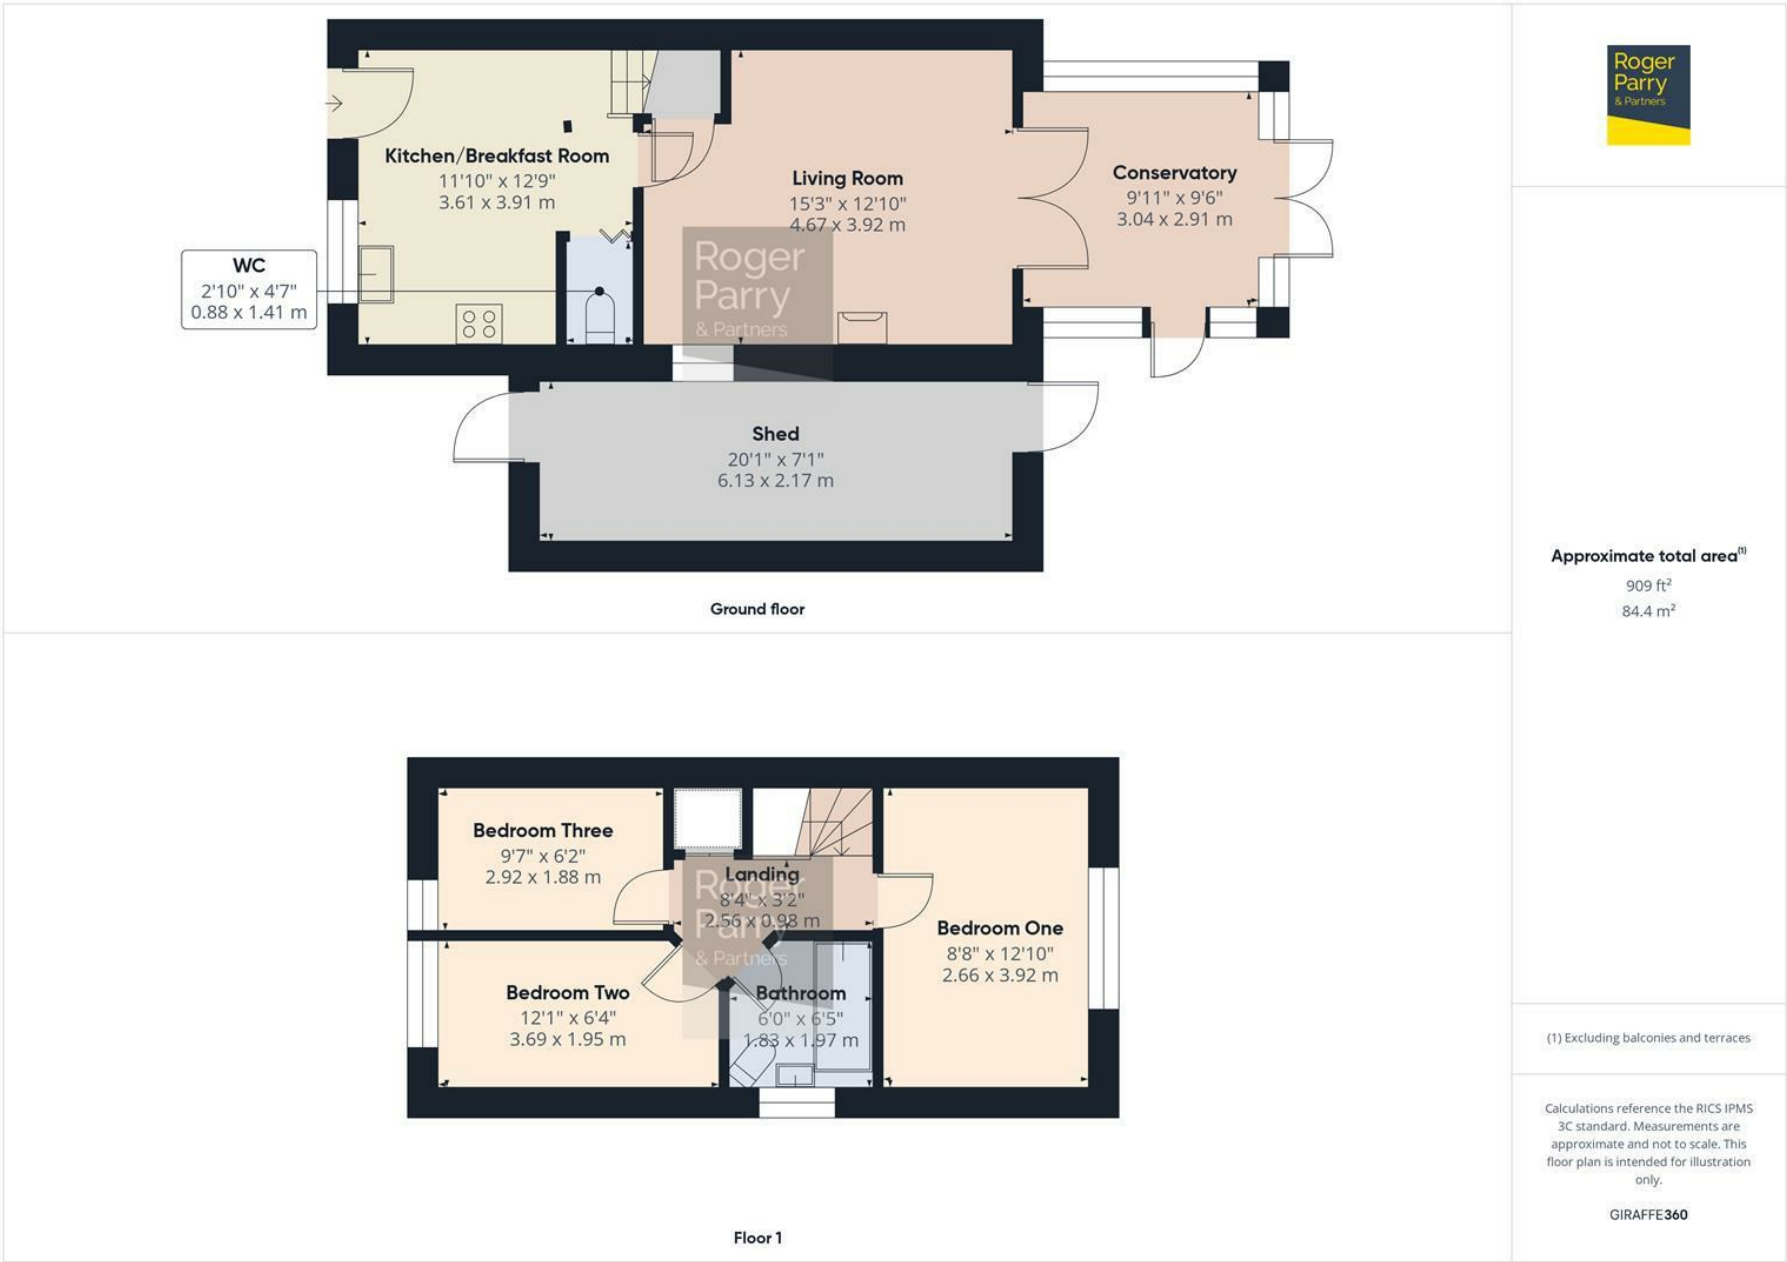 Kitchen/Breakfast Room
11'10" x 12'9"
3.61 x 3.91 m
Living Room
15'3" x 12'10"
4.67 x 3.92 m
Conservatory
9'11" x 9'6"
3.04 x 2.91 m
WC
2'10" x 4'7"
0.88 x 1.41 m
Roger
Parry
& Partners
Shed
20'1" x 7'1"
6.13 x 2.17 m
Ground floor
Bedroom Three
9'7" x 6'2"
2.92 x 1.88 m
Landing
8'4" x 3'2"
2.56 x 0.98 m
Roger
Parry
& Partners
Bedroom One
8'8" x 12'10"
2.66 x 3.92 m
Bedroom Two
12'1" x 6'4"
3.69 x 1.95 m
Bathroom
6'0" x 6'5"
1.83 x 1.97 m
Floor 1
Roger
Parry
& Partners
Approximate total area(1)
909 ft²
84.4 m²
(1) Excluding balconies and terraces
Calculations reference the RICS IPMS
3C standard. Measurements are
approximate and not to scale. This
floor plan is intended for illustration
only.
GIRAFFE360